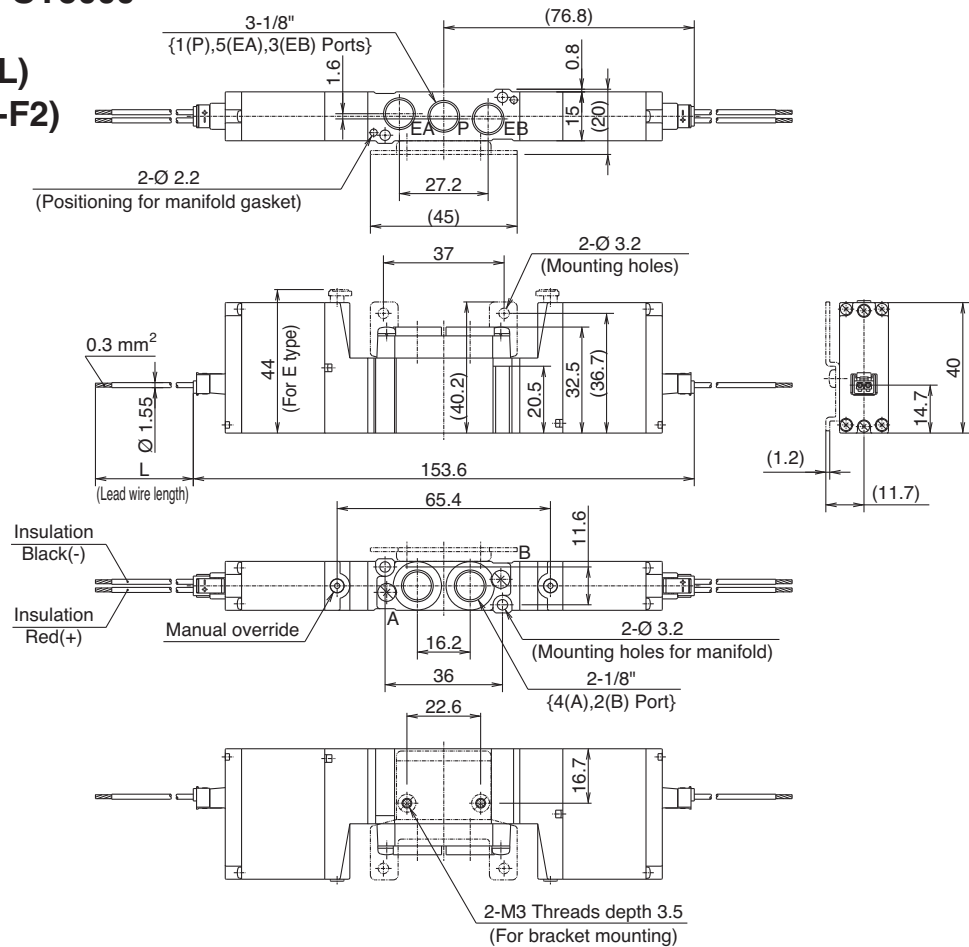 L)
-F2)
3-1/8"
{1(P),5(EA),3(EB) Ports}
(76.8)
1.6
0.8
15
(20)
EA
P
EB
2-Ø 2.2
(Positioning for manifold gasket)
27.2
(45)
37
2-Ø 3.2
(Mounting holes)
0.3 mm2
Ø 1.55
44
(For E type)
(40.2)
20.5
32.5
(36.7)
40
14.7
L
(Lead wire length)
153.6
(1.2)
(11.7)
65.4
11.6
Insulation
Black(-)
B
Insulation
Red(+)
Manual override
A
16.2
36
2-Ø 3.2
(Mounting holes for manifold)
2-1/8"
{4(A),2(B) Port}
22.6
16.7
2-M3 Threads depth 3.5
(For bracket mounting)